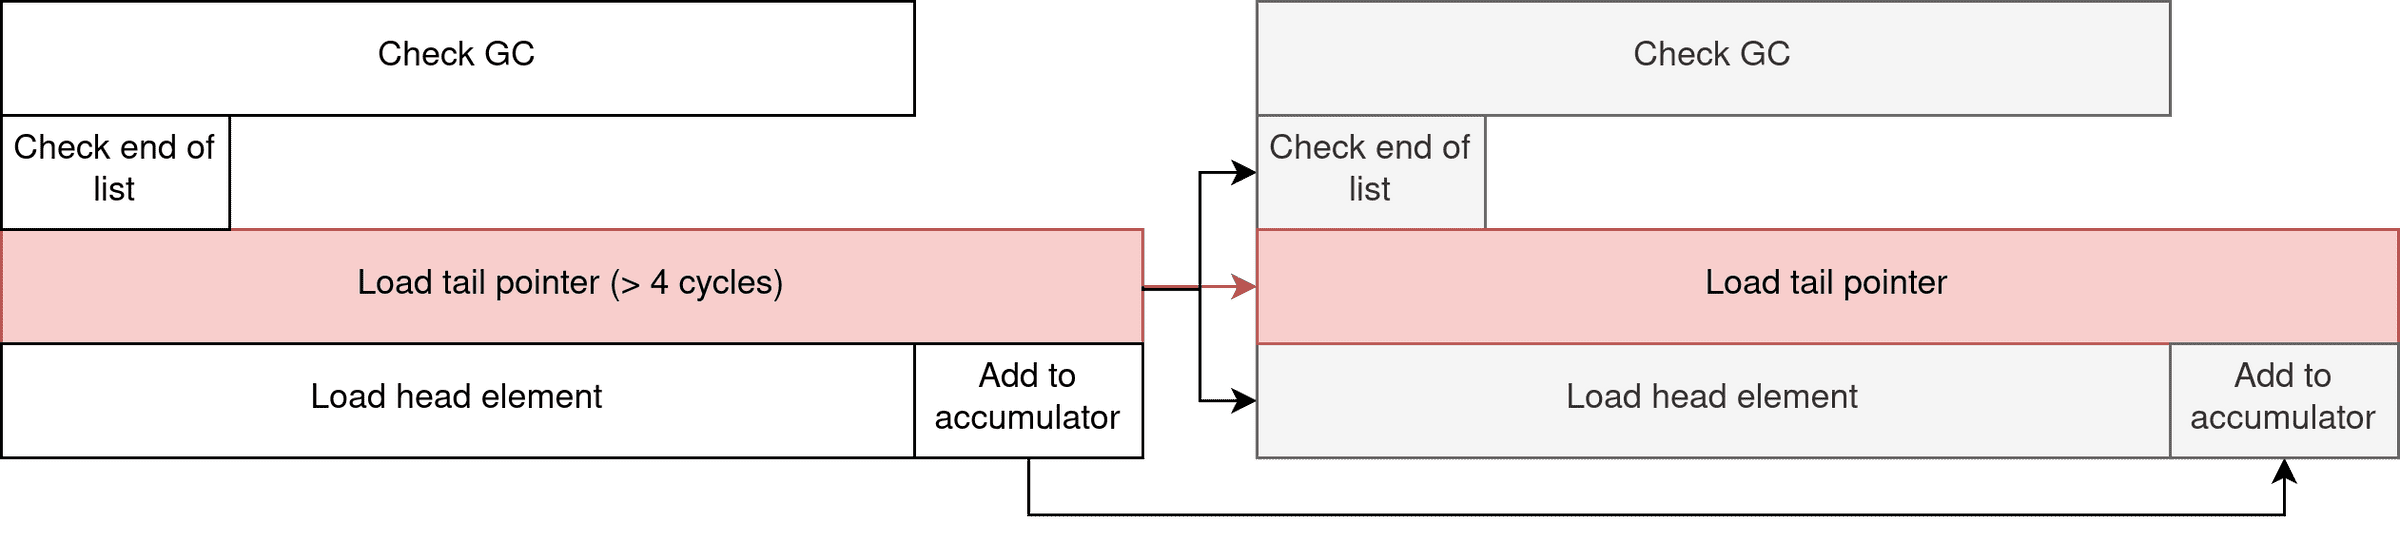 Check GC
Check end of
list
Load tail pointer (> 4 cycles)
Load head element
Add to
accumulator
Check GC
Check end of
list
Load tail pointer
Load head element
Add to
accumulator